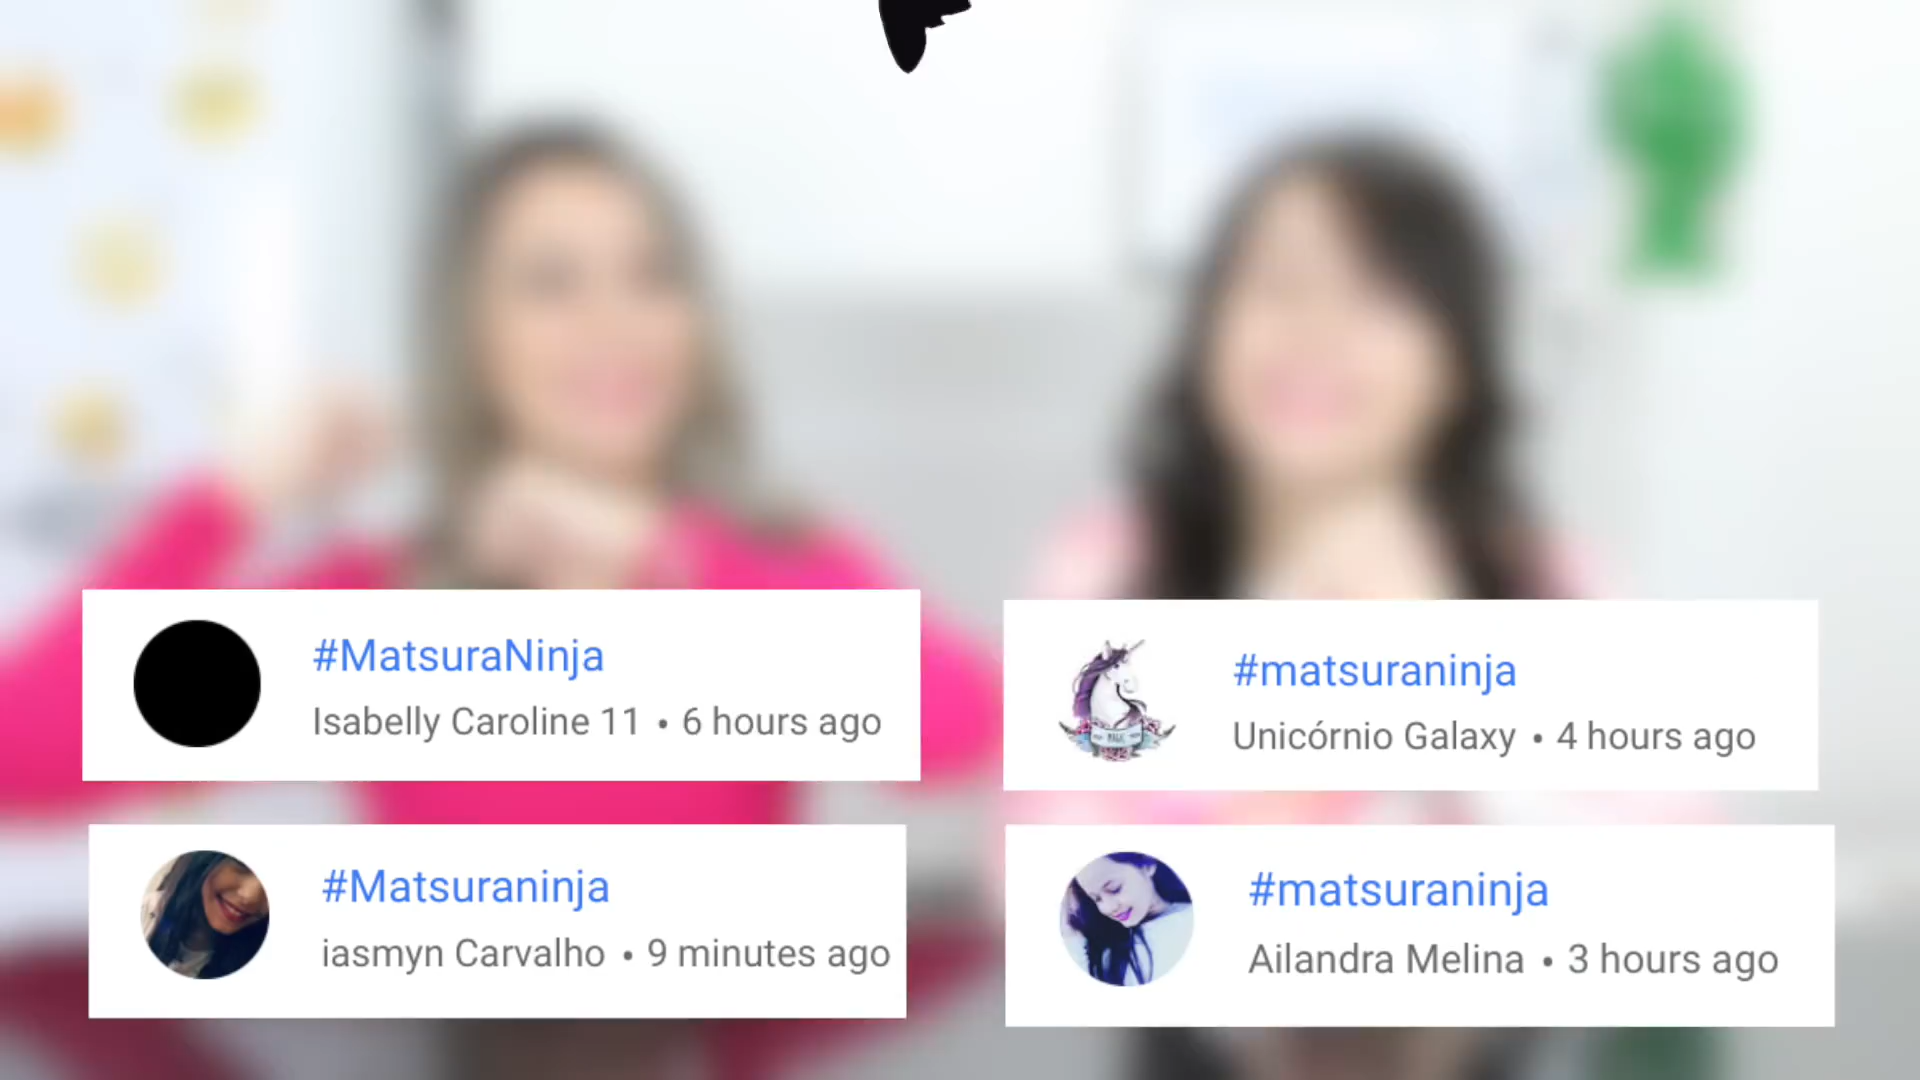 #MatsuraNinja
Isabelly Caroline 11 • 6 hours ago
#matsuraninja
Unicórnio Galaxy • 4 hours ago
#Matsuraninja
iasmyn Carvalho • 9 minutes ago
#matsuraninja
Ailandra Melina • 3 hours ago